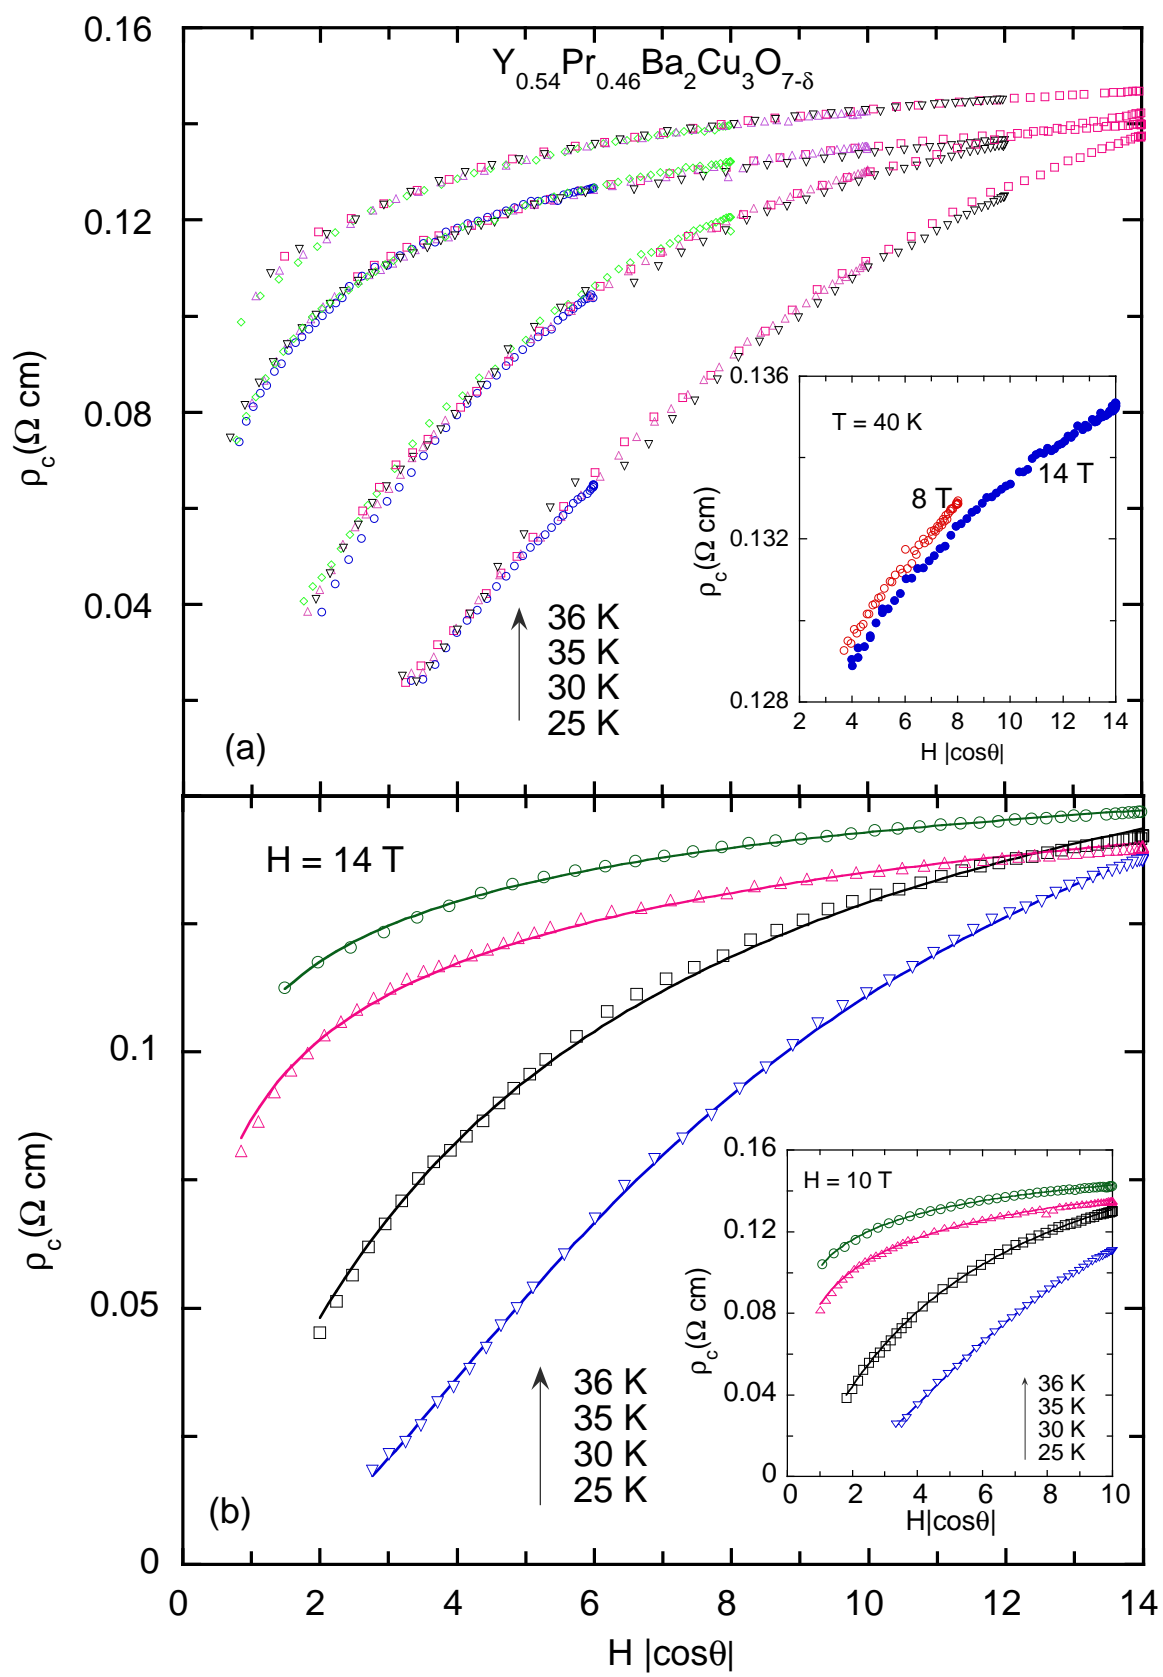 0.16
Y0.54Pr0.46Ba2Cu3O7-δ
0.12
ρc(Ω cm)
0.08
0.04
36 K
35 K
30 K
25 K
(a)
0.136
T = 40 K
14 T
8 T
ρc(Ω cm)
0.132
0.128
2 4 6 8 10 12 14
H |cosθ|
H = 14 T
0.1
ρc(Ω cm)
0.05
36 K
35 K
30 K
25 K
(b)
0
0.16
H = 10 T
0.12
ρc(Ω cm)
0.08
0.04
36 K
35 K
30 K
25 K
0
0 2 4 6 8 10
H|cosθ|
0 2 4 6 8 10 12 14
H |cosθ|